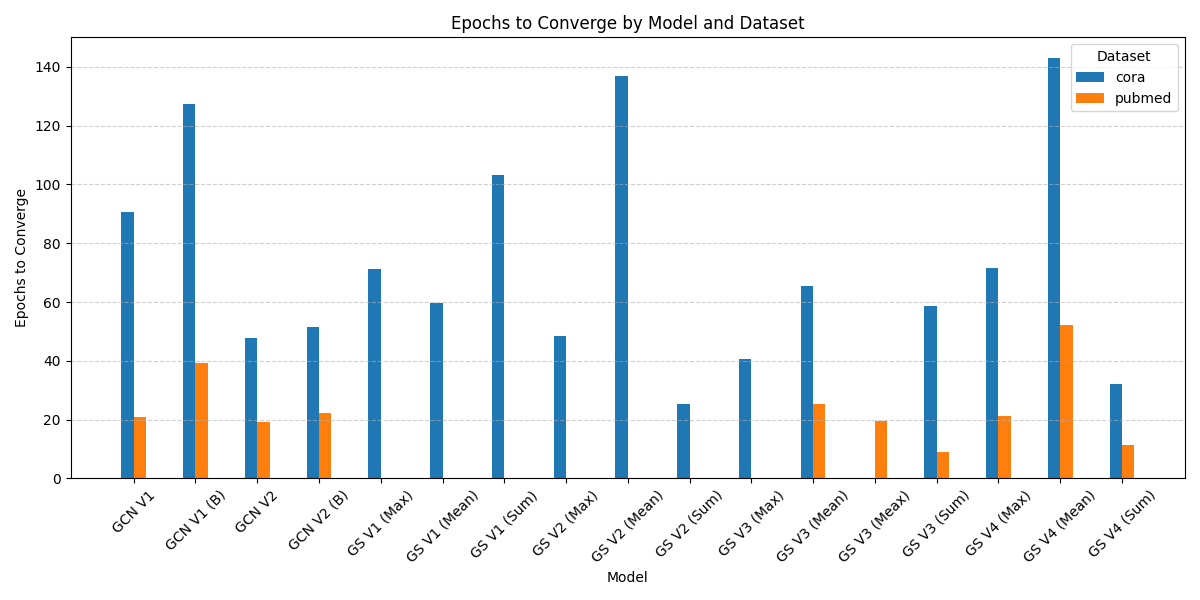 Epochs to Converge by Model and Dataset
Dataset
cora
pubmed
Epochs to Converge
140
120
100
80
60
40
20
0
GCN V1
GCN V1 (B)
GCN V2
GCN V2 (B)
GS V1 (Max)
GS V1 (Mean)
GS V1 (Sum)
GS V2 (Max)
GS V2 (Mean)
GS V2 (Sum)
GS V3 (Max)
GS V3 (Mean)
GS V3 (Meax)
GS V3 (Sum)
GS V4 (Max)
GS V4 (Mean)
GS V4 (Sum)
Model